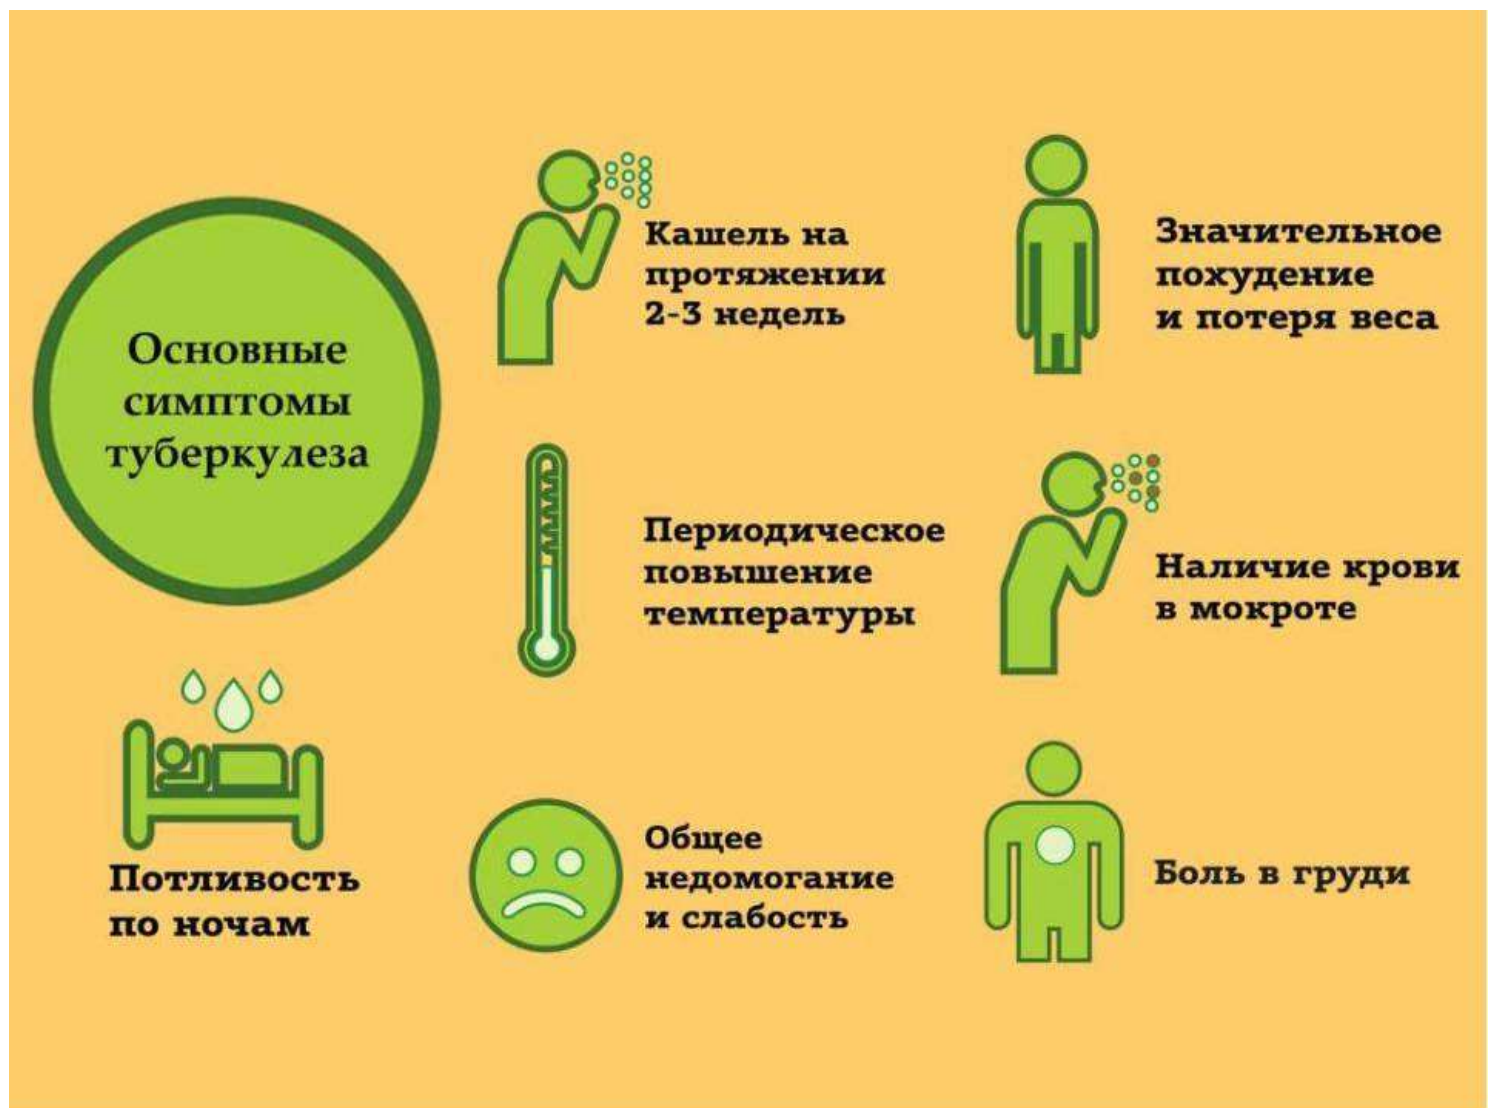 Основные
симптомы
туберкулеза
Кашель на
протяжении
2-3 недель
Значительное
похудение
и потеря веса
Периодическое
повышение
температуры
Наличие крови
в мокроте
Потливость
по ночам
Общее
недомогание
и слабость
Боль в груди